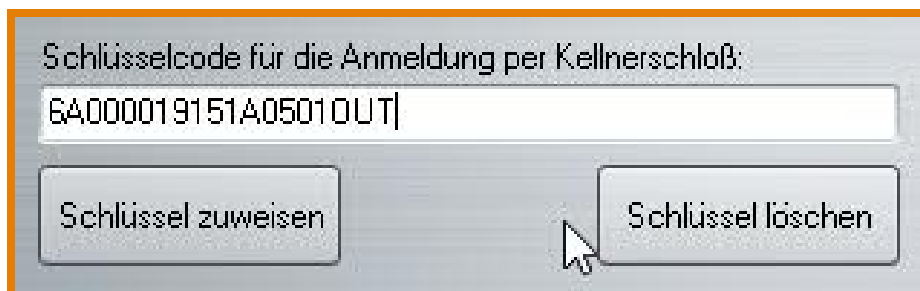 Schlüsselcode für die Anmeldung per Kellnerschloß:
6A000019151A0501OUT
Schlüssel zuweisen
Schlüssel löschen